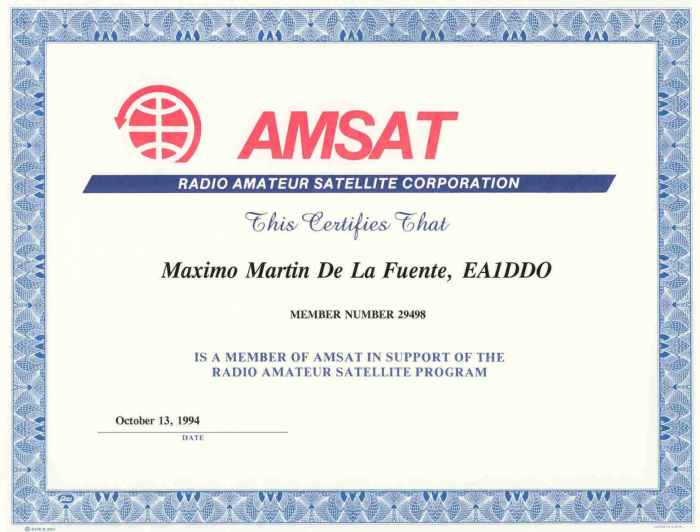 AMSAT
RADIO AMATEUR SATELLITE CORPORATION
This Certifies That
Maximo Martin De La Fuente, EA1DDO
MEMBER NUMBER 29498
IS A MEMBER OF AMSAT IN SUPPORT OF THE
RADIO AMATEUR SATELLITE PROGRAM
October 13, 1994
DATE